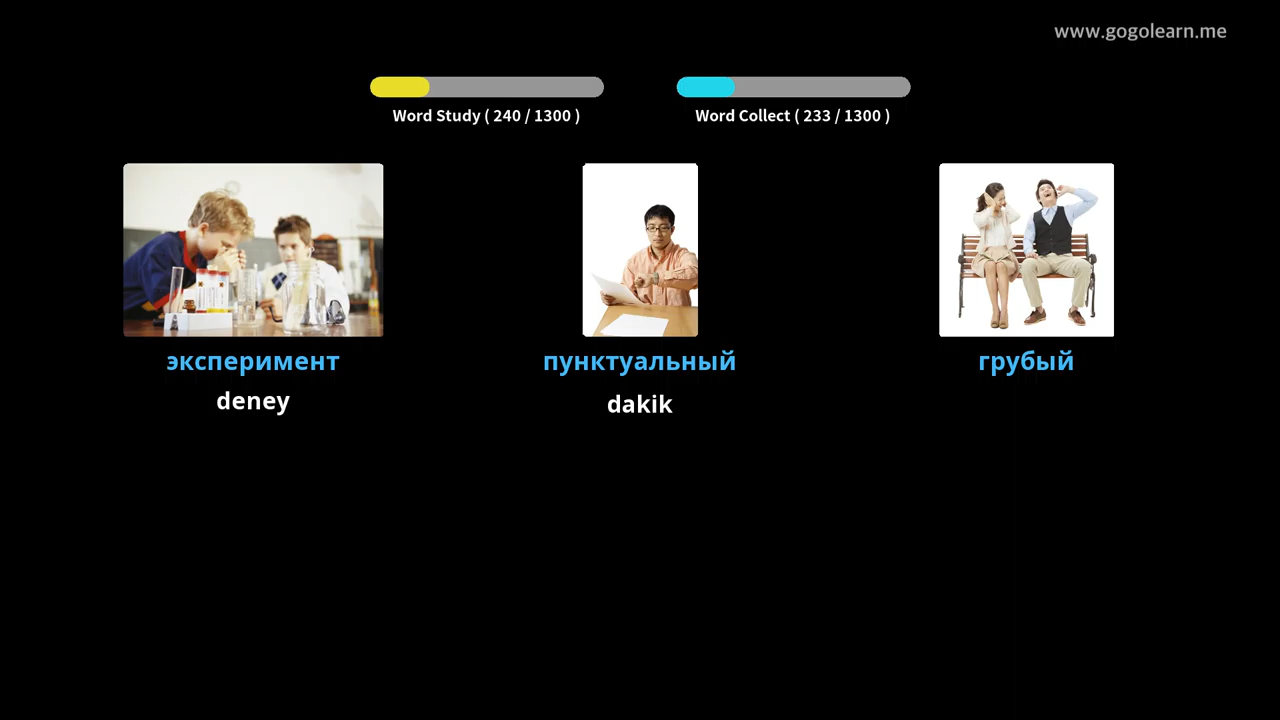 www.gogolearn.me
Word Study ( 240 / 1300 )
Word Collect ( 233 / 1300 )
эксперимент
deney
пунктуальный
dakik
грубый